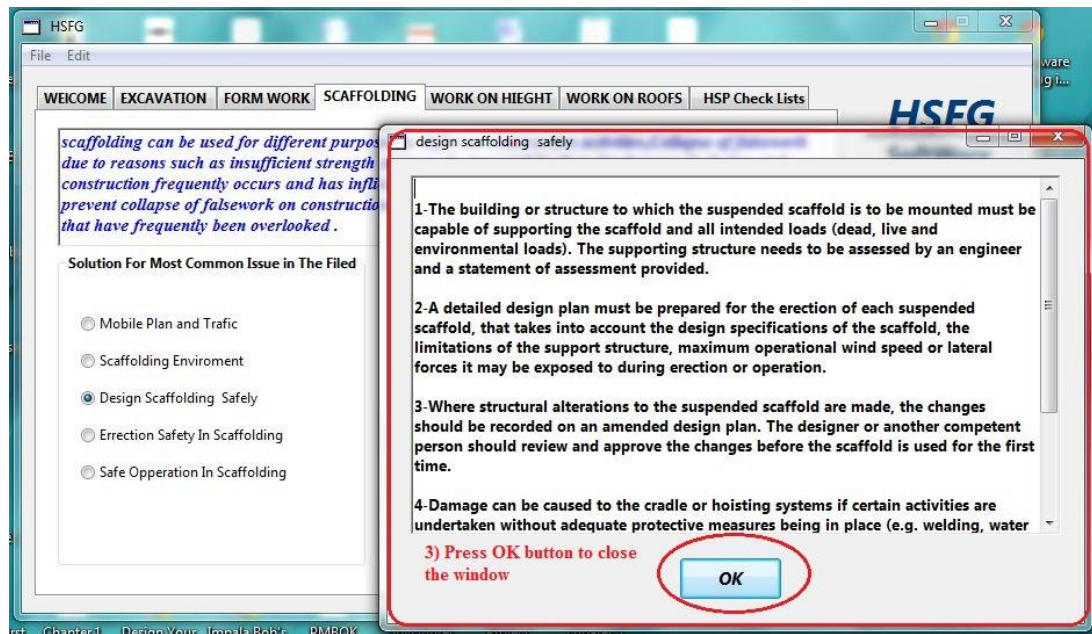 HSFG
File Edit
WElCOME EXCAVATION FORM WORK SCAFFOLDING WORK ON HIEGHT WORK ON ROOFS HSP Check Lists
HSFG
scaffolding can be used for different purpos
due to reasons such as insufficient strength
construction frequently occurs and has infli
prevent collapse of falsework on constructio
that have frequently been overlooked .
Solution For Most Common Issue in The Filed
Mobile Plan and Trafic
Scaffolding Enviroment
Design Scaffolding Safely
Errection Safety In Scaffolding
Safe Opperation In Scaffolding
design scaffolding safely
1-The building or structure to which the suspended scaffold is to be mounted must be
capable of supporting the scaffold and all intended loads (dead, live and
environmental loads). The supporting structure needs to be assessed by an engineer
and a statement of assessment provided.
2-A detailed design plan must be prepared for the erection of each suspended
scaffold, that takes into account the design specifications of the scaffold, the
limitations of the support structure, maximum operational wind speed or lateral
forces it may be exposed to during erection or operation.
3-Where structural alterations to the suspended scaffold are made, the changes
should be recorded on an amended design plan. The designer or another competent
person should review and approve the changes before the scaffold is used for the first
time.
4-Damage can be caused to the cradle or hoisting systems if certain activities are
undertaken without adequate protective measures being in place (e.g. welding, water
3) Press OK button to close
the window
OK
ware
Chapter 1 Design Your Impala Bob's PMBOK